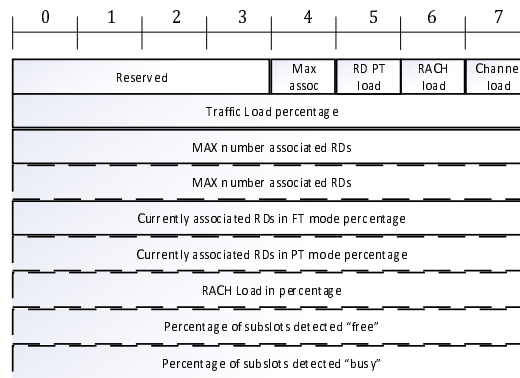 0 1 2 3 4 5 6 7
Reserved
Max assoc
RD PT load
RACH load
Channe load
Traffic Load percentage
MAX number associated RDs
MAX number associated RDs
Currently associated RDs in FT mode percentage
Currently associated RDs in PT mode percentage
RACH Load in percentage
Percentage of subslots detected “free”
Percentage of subslots detected “busy”